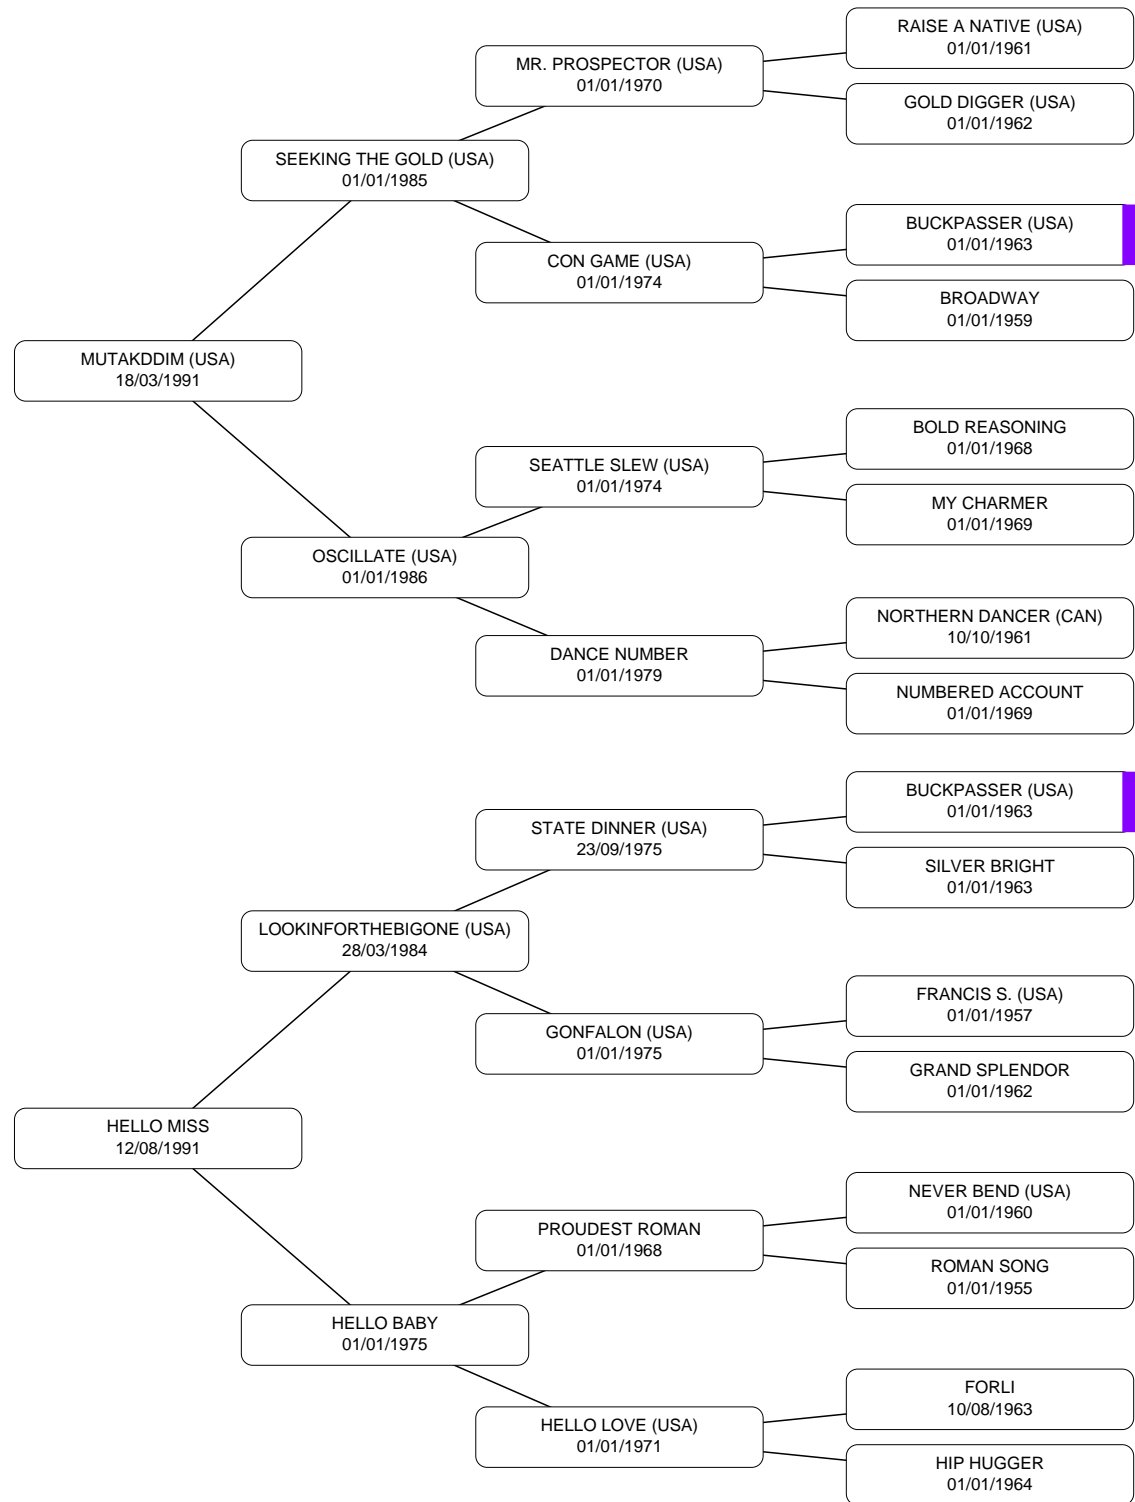 RAISE A NATIVE (USA)
01/01/1961
MR. PROSPECTOR (USA)
01/01/1970
GOLD DIGGER (USA)
01/01/1962
SEEKING THE GOLD (USA)
01/01/1985
BUCKPASSER (USA)
01/01/1963
CON GAME (USA)
01/01/1974
BROADWAY
01/01/1959
MUTAKDDIM (USA)
18/03/1991
BOLD REASONING
01/01/1968
SEATTLE SLEW (USA)
01/01/1974
MY CHARMER
01/01/1969
OSCILLATE (USA)
01/01/1986
NORTHERN DANCER (CAN)
10/10/1961
DANCE NUMBER
01/01/1979
NUMBERED ACCOUNT
01/01/1969
BUCKPASSER (USA)
01/01/1963
STATE DINNER (USA)
23/09/1975
SILVER BRIGHT
01/01/1963
LOOKINFORTHEBIGONE (USA)
28/03/1984
FRANCIS S. (USA)
01/01/1957
GONFALON (USA)
01/01/1975
GRAND SPLENDOR
01/01/1962
HELLO MISS
12/08/1991
NEVER BEND (USA)
01/01/1960
PROUDEST ROMAN
01/01/1968
ROMAN SONG
01/01/1955
HELLO BABY
01/01/1975
FORLI
10/08/1963
HELLO LOVE (USA)
01/01/1971
HIP HUGGER
01/01/1964